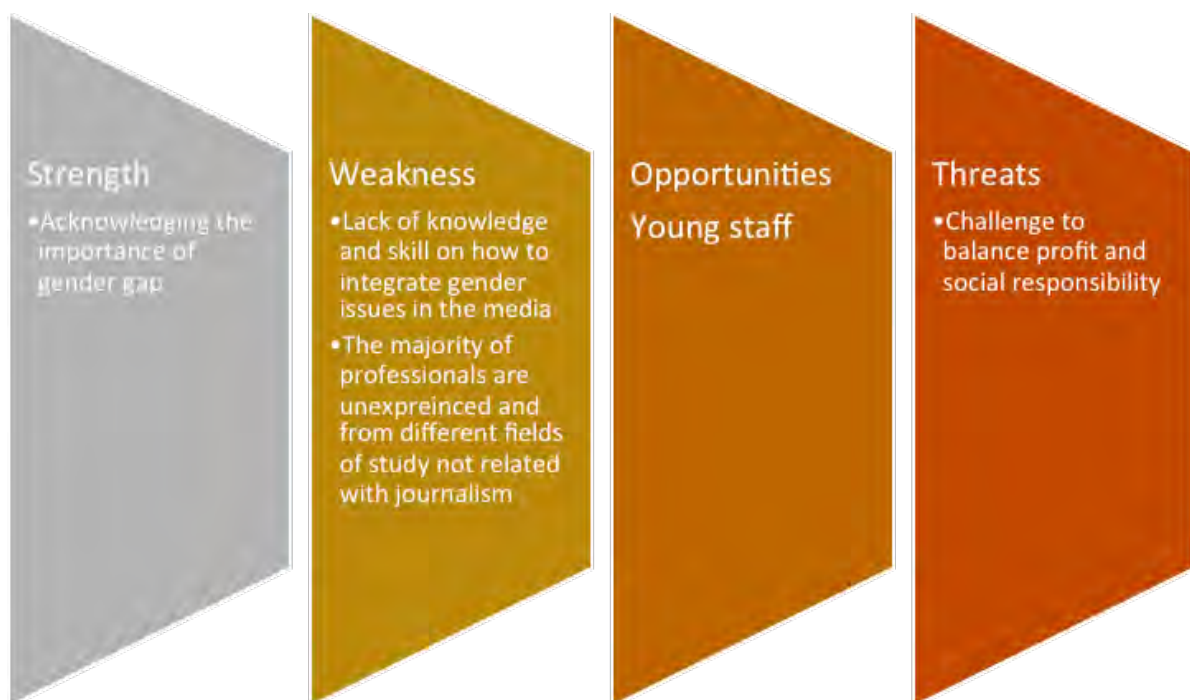 Strength
•Acknowledging the
importance of
gender gap
Weakness
•Lack of knowledge
and skill on how to
integrate gender
issues in the media
•The majority of
professionals are
unexpreinced and
from different fields
of study not related
with journalism
Opportunities
Young staff
Threats
•Challenge to
balance profit and
social responsibility